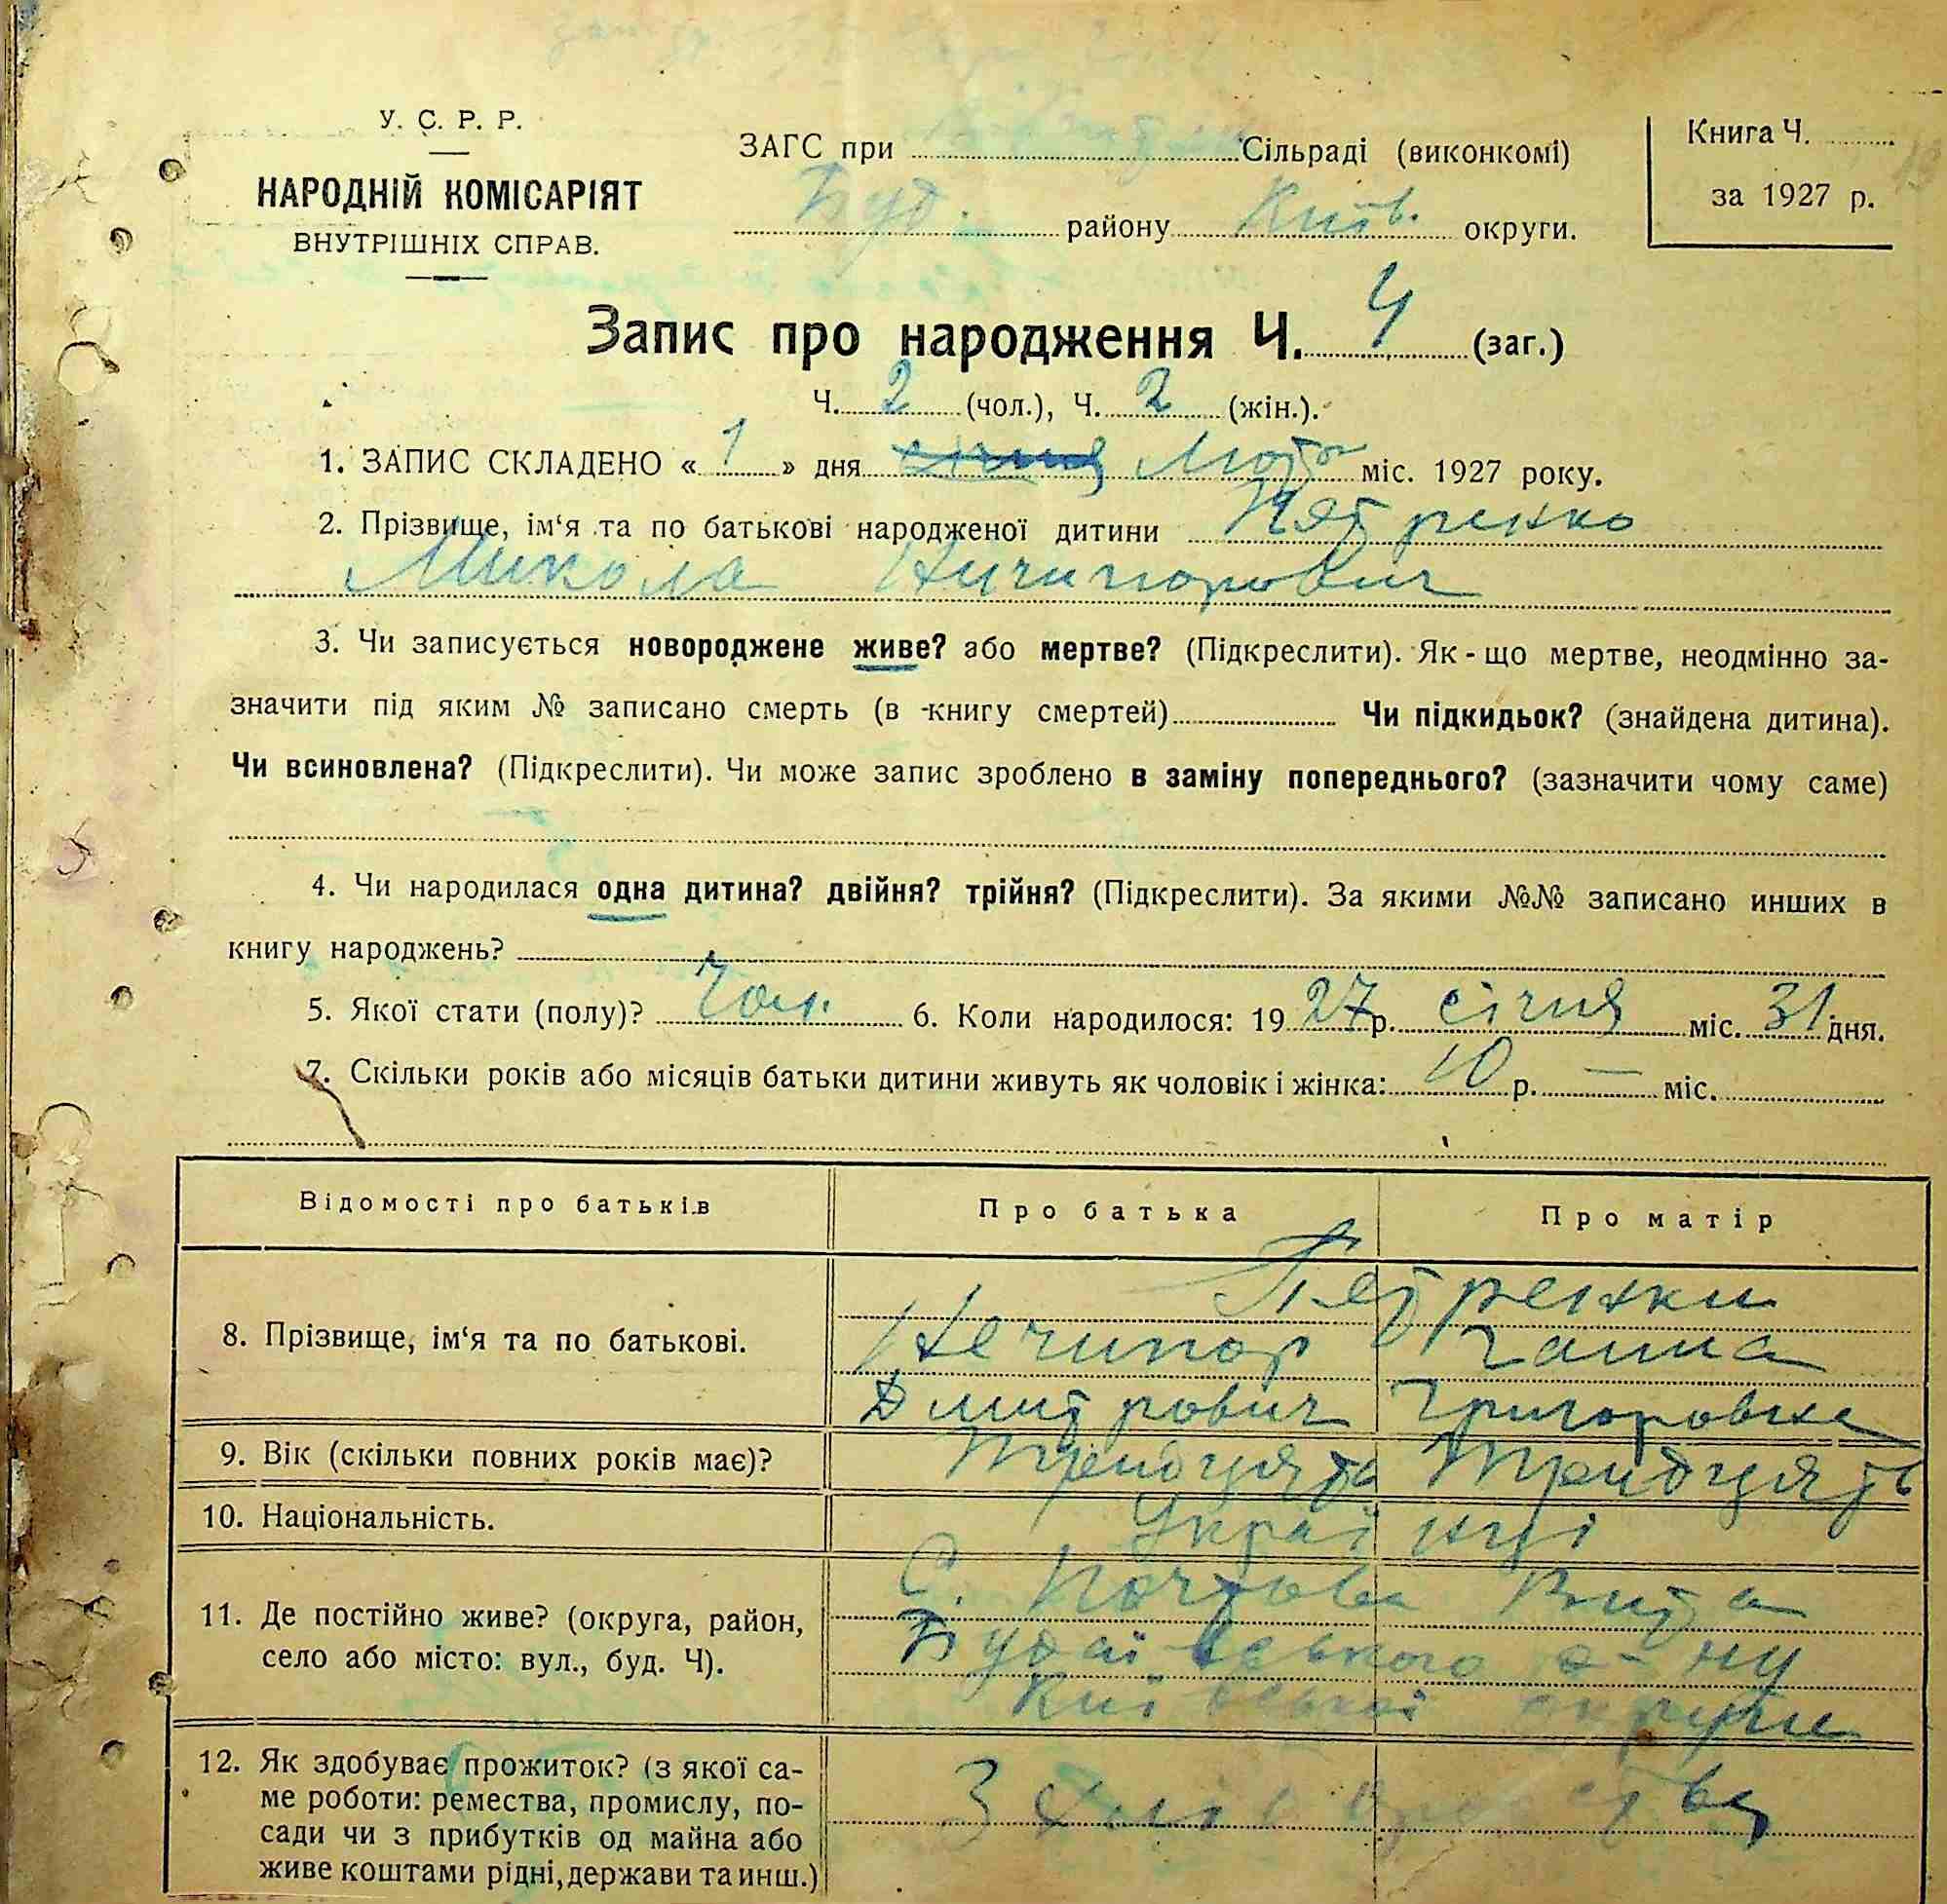 У. С. Р. Р.
НАРОДНІЙ КОМІСАРІЯТ
ВНУТРІШНІХ СПРАВ.
ЗАГС при Сільраді (виконкомі)
Буд. району Київ. округи.
Книга Ч.
за 1927 р.
Запис про народження Ч. 4 (заг.)
Ч. 2 (чол.), Ч. 2 (жін.).
1. ЗАПИС СКЛАДЕНО « 1 » дня січня Люто міс. 1927 року.
2. Прізвище, ім‘я та по батькові народженої дитини Петренко
Микола Ничипорович
3. Чи записується новороджене живе? або мертве? (Підкреслити). Як-що мертве, неодмінно за-
значити під яким № записано смерть (в книгу смертей) Чи підкидьок? (знайдена дитина).
Чи всиновлена? (Підкреслити). Чи може запис зроблено в заміну попереднього? (зазначити чому саме)
4. Чи народилася одна дитина? двійня? трійня? (Підкреслити). За якими №№ записано инших в
книгу народжень?
5. Якої стати (полу)? Чол. 6. Коли народилося: 1927 р. січня міс. 31 дня.
7. Скільки років або місяців батьки дитини живуть як чоловік і жінка: 10 р. — міс.
Відомості про батьків Про батька Про матір
Петренки
8. Прізвище, ім‘я та по батькові. Нечипор Ганна
Дмитрович Григоровна
9. Вік (скільки повних років має)? Тридцять Тридцять
10. Національність. Українці
С. Почтова Вита
11. Де постійно живе? (округа, район,
село або місто: вул., буд. Ч). Будаївського р-ну
Київської округи
12. Як здобуває прожиток? (з якої са-
ме роботи: ремества, промислу, по-
сади чи з прибутків од майна або
живе коштами рідні, держави та инш.)
З хліборобства